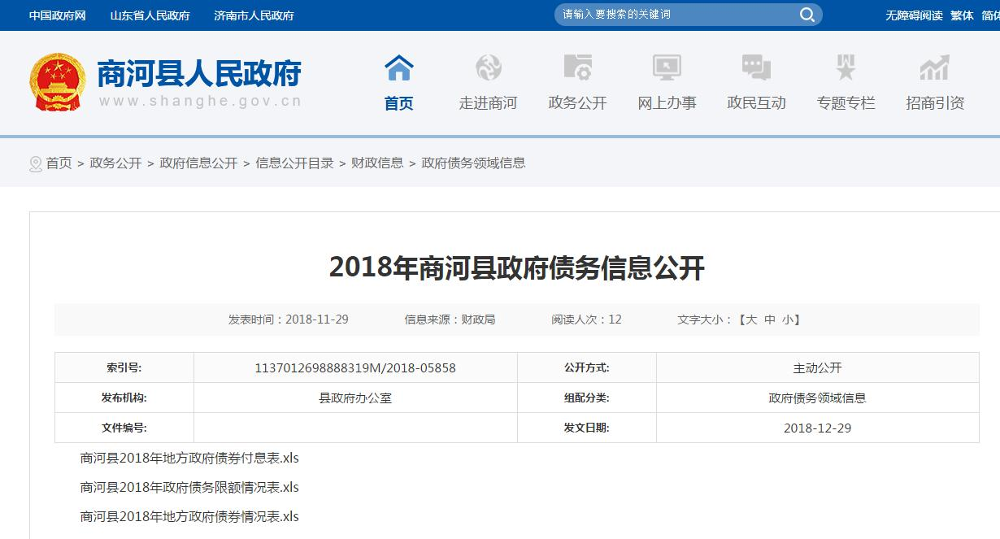 中国政府网 山东省人民政府 济南市人民政府 请输入要搜索的关键词 无障碍阅读 繁体 简体
商河县人民政府
www.shanghe.gov.cn
首页 走进商河 政务公开 网上办事 政民互动 专题专栏 招商引资
首页 > 政务公开 > 政府信息公开 > 信息公开目录 > 财政信息 > 政府债务领域信息
2018年商河县政府债务信息公开
发表时间：2018-11-29 信息来源：财政局 阅读人次：12 文字大小：【大 中 小】
索引号: 1137012698888319M/2018-05858 公开方式: 主动公开
发布机构: 县政府办公室 组配分类: 政府债务领域信息
文件编号: 发文日期: 2018-12-29
商河县2018年地方政府债券付息表.xls
商河县2018年政府债务限额情况表.xls
商河县2018年地方政府债券情况表.xls